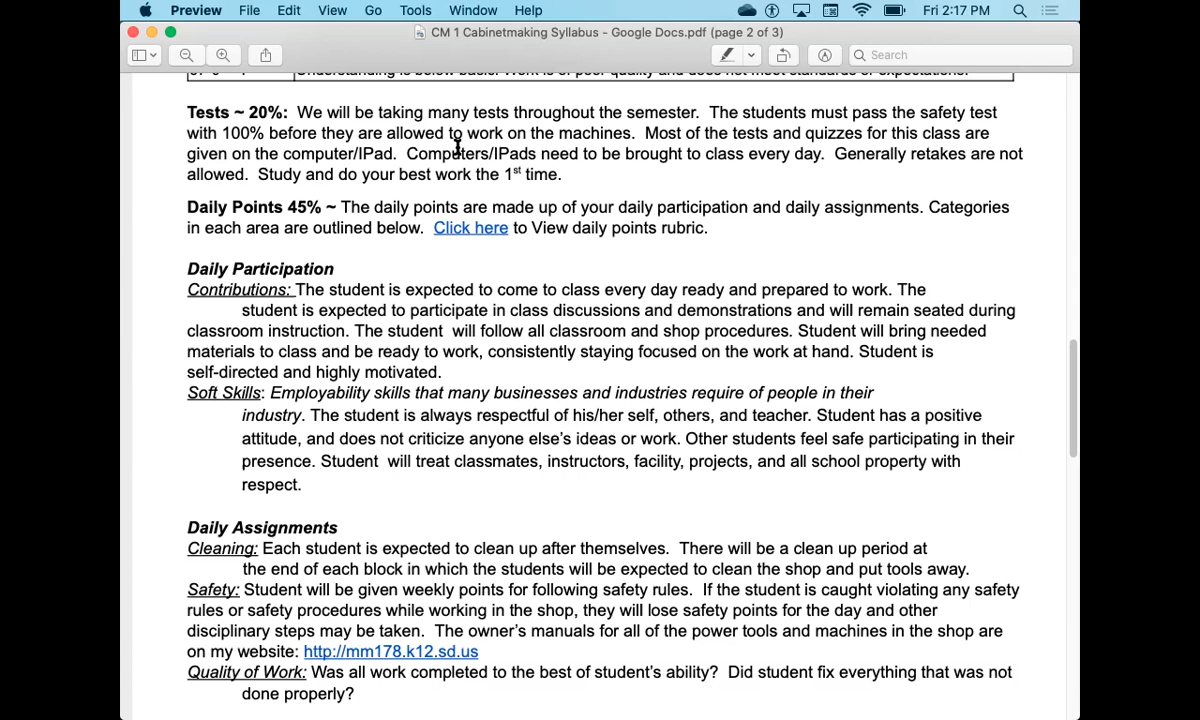 Preview File Edit View Go Tools Window Help Fri 2:17 PM
CM 1 Cabinetmaking Syllabus - Google Docs.pdf (page 2 of 3)
Search
Understanding is below basic. Work is of poor quality and does not meet standards or expectations.
Tests ~ 20%:  We will be taking many tests throughout the semester.  The students must pass the safety test
with 100% before they are allowed to work on the machines.  Most of the tests and quizzes for this class are
given on the computer/IPad.  Computers/IPads need to be brought to class every day.  Generally retakes are not
allowed.  Study and do your best work the 1st time.
Daily Points 45% ~ The daily points are made up of your daily participation and daily assignments. Categories
in each area are outlined below.  Click here to View daily points rubric.
Daily Participation
Contributions: The student is expected to come to class every day ready and prepared to work. The
student is expected to participate in class discussions and demonstrations and will remain seated during
classroom instruction. The student  will follow all classroom and shop procedures. Student will bring needed
materials to class and be ready to work, consistently staying focused on the work at hand. Student is
self-directed and highly motivated.
Soft Skills: Employability skills that many businesses and industries require of people in their
industry. The student is always respectful of his/her self, others, and teacher. Student has a positive
attitude, and does not criticize anyone else's ideas or work. Other students feel safe participating in their
presence. Student  will treat classmates, instructors, facility, projects, and all school property with
respect.
Daily Assignments
Cleaning: Each student is expected to clean up after themselves.  There will be a clean up period at
the end of each block in which the students will be expected to clean the shop and put tools away.
Safety: Student will be given weekly points for following safety rules.  If the student is caught violating any safety
rules or safety procedures while working in the shop, they will lose safety points for the day and other
disciplinary steps may be taken.  The owner's manuals for all of the power tools and machines in the shop are
on my website: http://mm178.k12.sd.us
Quality of Work: Was all work completed to the best of student's ability?  Did student fix everything that was not
done properly?